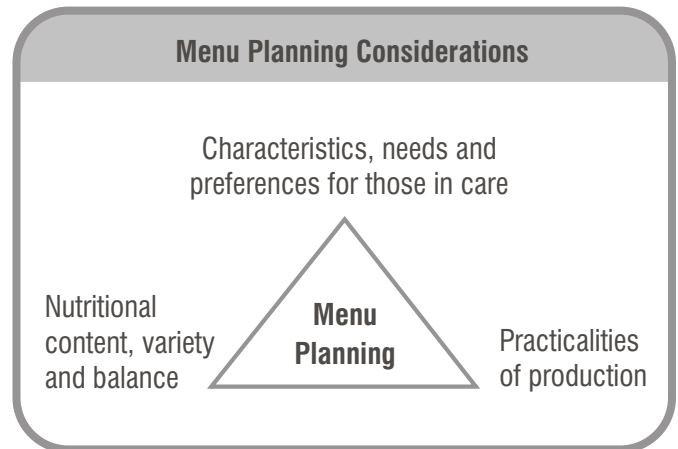 Menu Planning Considerations
Characteristics, needs and
preferences for those in care
Nutritional
content, variety
and balance
Menu
Planning
Practicalities
of production